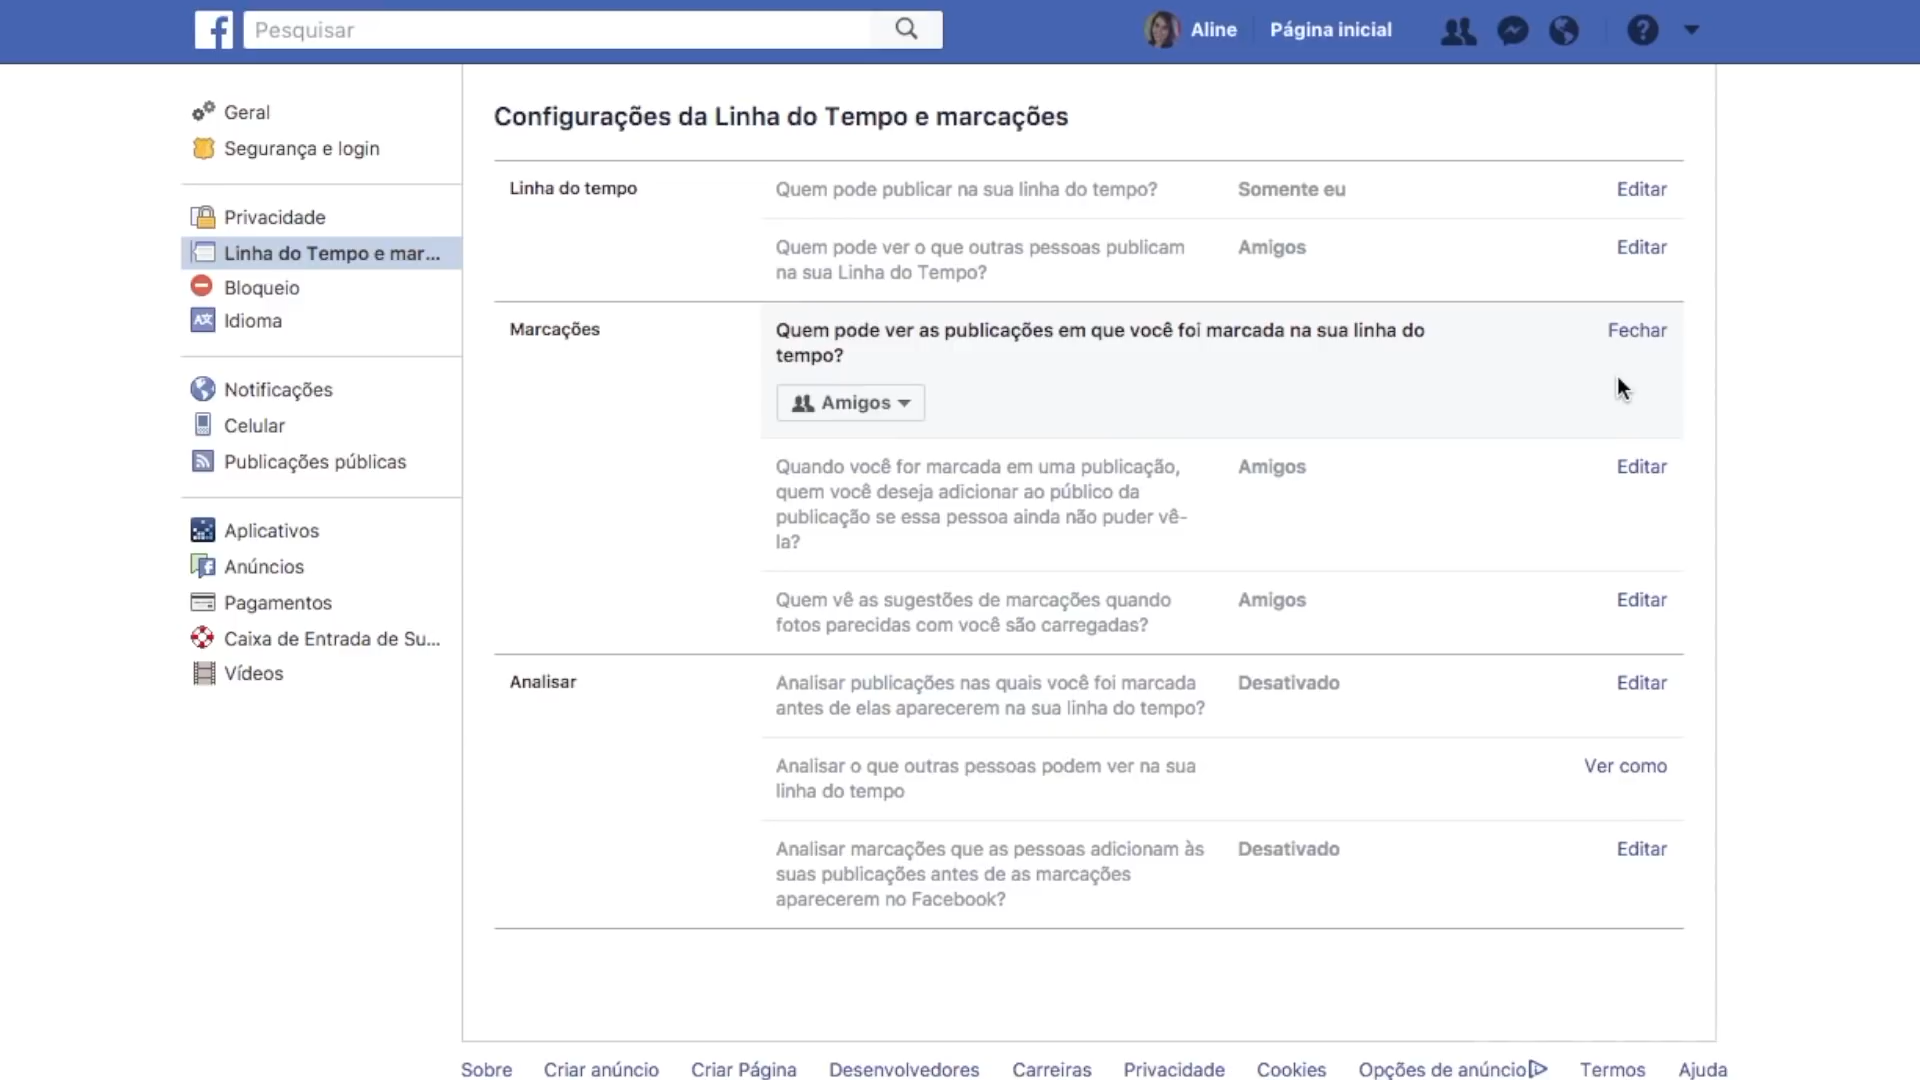 Pesquisar
Aline
Página inicial
Geral
Segurança e login
Privacidade
Linha do Tempo e mar...
Bloqueio
Idioma
Notificações
Celular
Publicações públicas
Aplicativos
Anúncios
Pagamentos
Caixa de Entrada de Su...
Vídeos
Configurações da Linha do Tempo e marcações
Linha do tempo
Quem pode publicar na sua linha do tempo?
Somente eu
Editar
Quem pode ver o que outras pessoas publicam
na sua Linha do Tempo?
Amigos
Editar
Marcações
Quem pode ver as publicações em que você foi marcada na sua linha do
tempo?
Fechar
Amigos
Quando você for marcada em uma publicação,
quem você deseja adicionar ao público da
publicação se essa pessoa ainda não puder vê-
la?
Amigos
Editar
Quem vê as sugestões de marcações quando
fotos parecidas com você são carregadas?
Amigos
Editar
Analisar
Analisar publicações nas quais você foi marcada
antes de elas aparecerem na sua linha do tempo?
Desativado
Editar
Analisar o que outras pessoas podem ver na sua
linha do tempo
Ver como
Analisar marcações que as pessoas adicionam às
suas publicações antes de as marcações
aparecerem no Facebook?
Desativado
Editar
Sobre Criar anúncio Criar Página Desenvolvedores Carreiras Privacidade Cookies Opções de anúncio Termos Ajuda